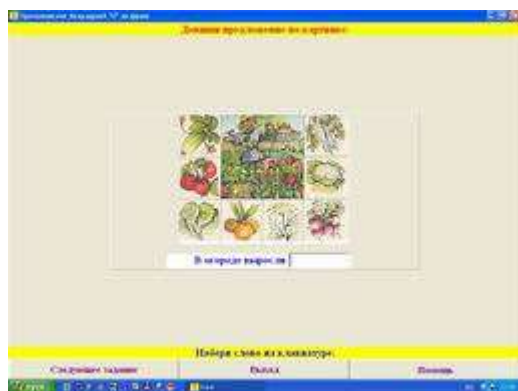 Допиши предложение по картинке.
В огороде выросли
Набери слово на клавиатуре.
Следующее задание
Выход
Помощь